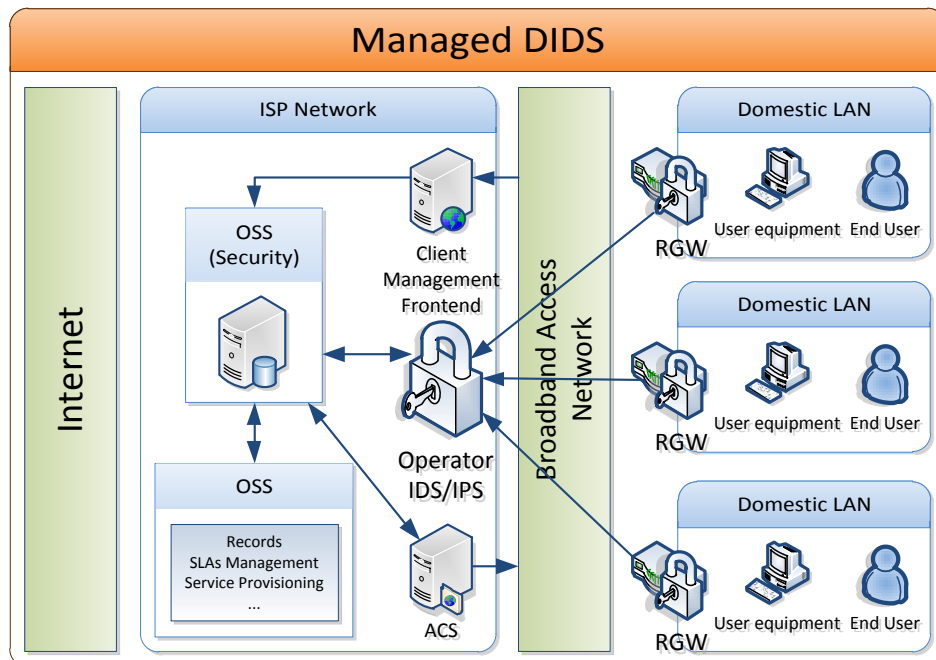 Managed DIDS
Internet
ISP Network
OSS
(Security)
Client
Management
Frontend
Operator
IDS/IPS
OSS
Records
SLAs Management
Service Provisioning
...
ACS
Broadband Access
Network
Domestic LAN
RGW
User equipment
End User
Domestic LAN
RGW
User equipment
End User
Domestic LAN
RGW
User equipment
End User